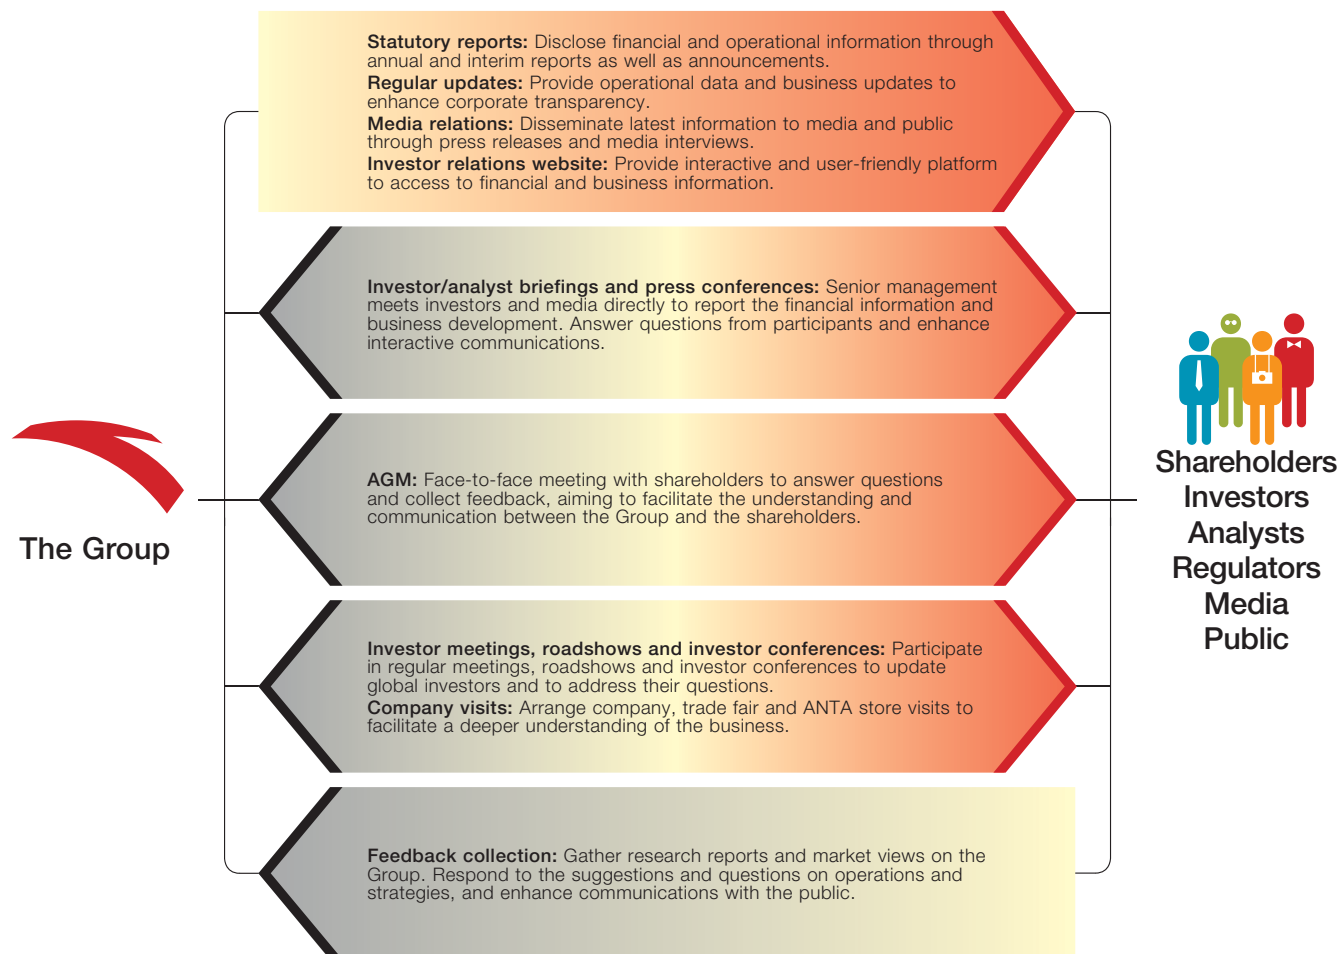 Statutory reports: Disclose financial and operational information through
annual and interim reports as well as announcements.
Regular updates: Provide operational data and business updates to
enhance corporate transparency.
Media relations: Disseminate latest information to media and public
through press releases and media interviews.
Investor relations website: Provide interactive and user-friendly platform
to access to financial and business information.
Investor/analyst briefings and press conferences: Senior management
meets investors and media directly to report the financial information and
business development. Answer questions from participants and enhance
interactive communications.
AGM: Face-to-face meeting with shareholders to answer questions
and collect feedback, aiming to facilitate the understanding and
communication between the Group and the shareholders.
Investor meetings, roadshows and investor conferences: Participate
in regular meetings, roadshows and investor conferences to update
global investors and to address their questions.
Company visits: Arrange company, trade fair and ANTA store visits to
facilitate a deeper understanding of the business.
Feedback collection: Gather research reports and market views on the
Group. Respond to the suggestions and questions on operations and
strategies, and enhance communications with the public.
The Group
Shareholders
Investors
Analysts
Regulators
Media
Public